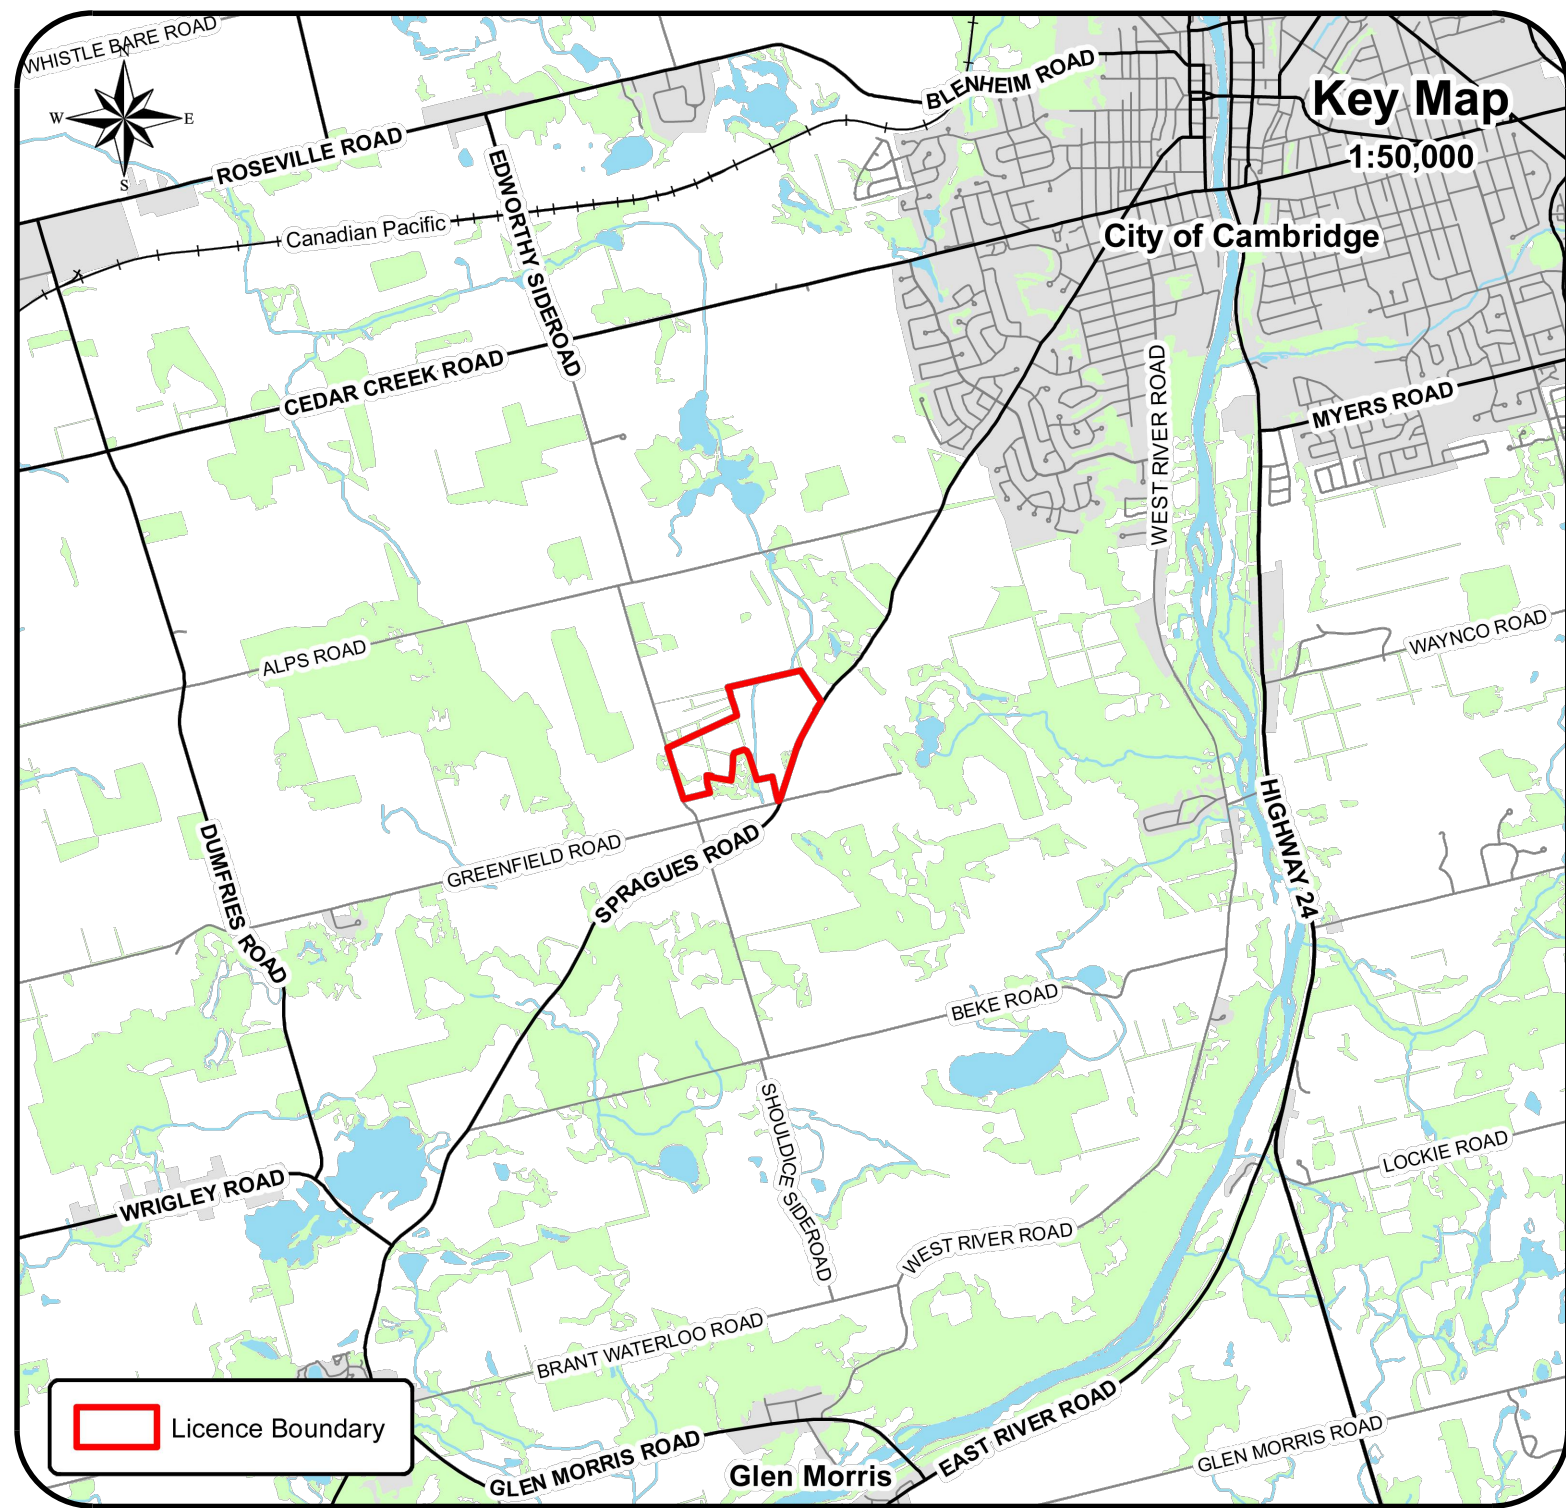 WHISTLE BARE ROAD
N
W
E
S
BLENHEIM ROAD
Key Map
1:50,000
ROSEVILLE ROAD
EDWORTHY SIDEROAD
Canadian Pacific
City of Cambridge
CEDAR CREEK ROAD
WEST RIVER ROAD
MYERS ROAD
ALPS ROAD
WAYNCO ROAD
DUMFRIES ROAD
GREENFIELD ROAD
SPRAGUES ROAD
HIGHWAY 24
BEKE ROAD
SHOULDICE SIDEROAD
LOCKIE ROAD
WRIGLEY ROAD
WEST RIVER ROAD
BRANT WATERLOO ROAD
Licence Boundary
GLEN MORRIS ROAD
Glen Morris
EAST RIVER ROAD
GLEN MORRIS ROAD